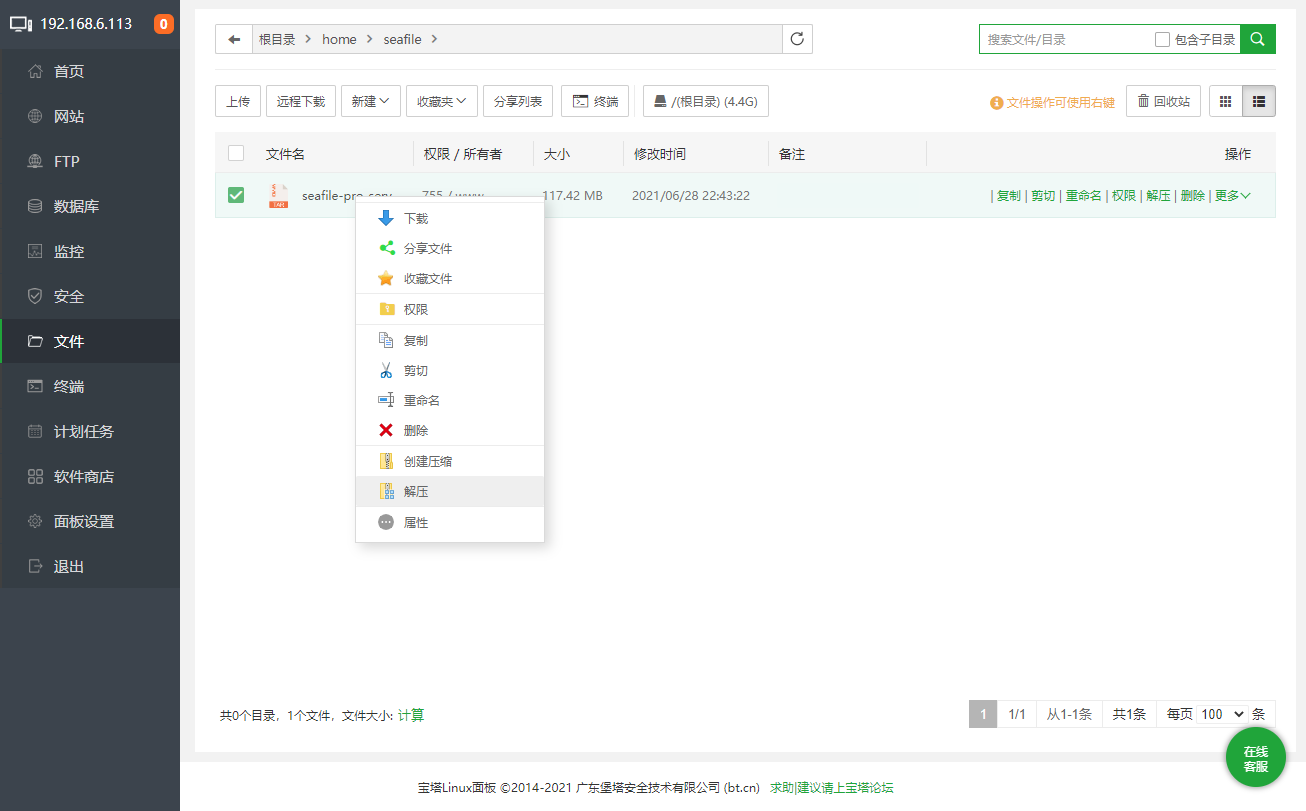 192.168.6.113 0
首页
网站
FTP
数据库
监控
安全
文件
终端
计划任务
软件商店
面板设置
退出
根目录 home seafile
搜索文件/目录 包含子目录
上传 远程下载 新建 收藏夹 分享列表 终端 /(根目录) (4.4G) 文件操作可使用右键 回收站
文件名 权限 / 所有者 大小 修改时间 备注 操作
seafile-pro-serv 755 / www 117.42 MB 2021/06/28 22:43:22 | 复制 | 剪切 | 重命名 | 权限 | 解压 | 删除 | 更多
下载
分享文件
收藏文件
权限
复制
剪切
重命名
删除
创建压缩
解压
属性
共0个目录，1个文件，文件大小: 计算
1 1/1 从1-1条 共1条 每页 100 条
在线
客服
宝塔Linux面板 ©2014-2021 广东堡塔安全技术有限公司 (bt.cn) 求助|建议请上宝塔论坛